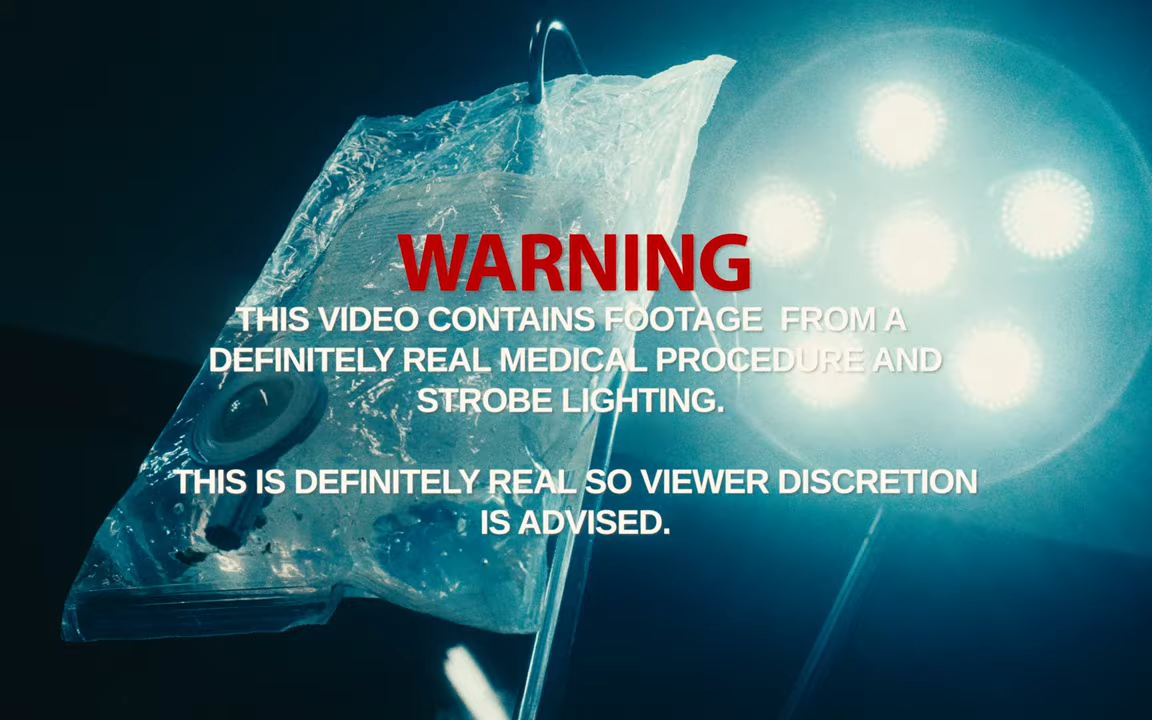 WARNING
THIS VIDEO CONTAINS FOOTAGE  FROM A
DEFINITELY REAL MEDICAL PROCEDURE AND
STROBE LIGHTING.
THIS IS DEFINITELY REAL SO VIEWER DISCRETION
IS ADVISED.